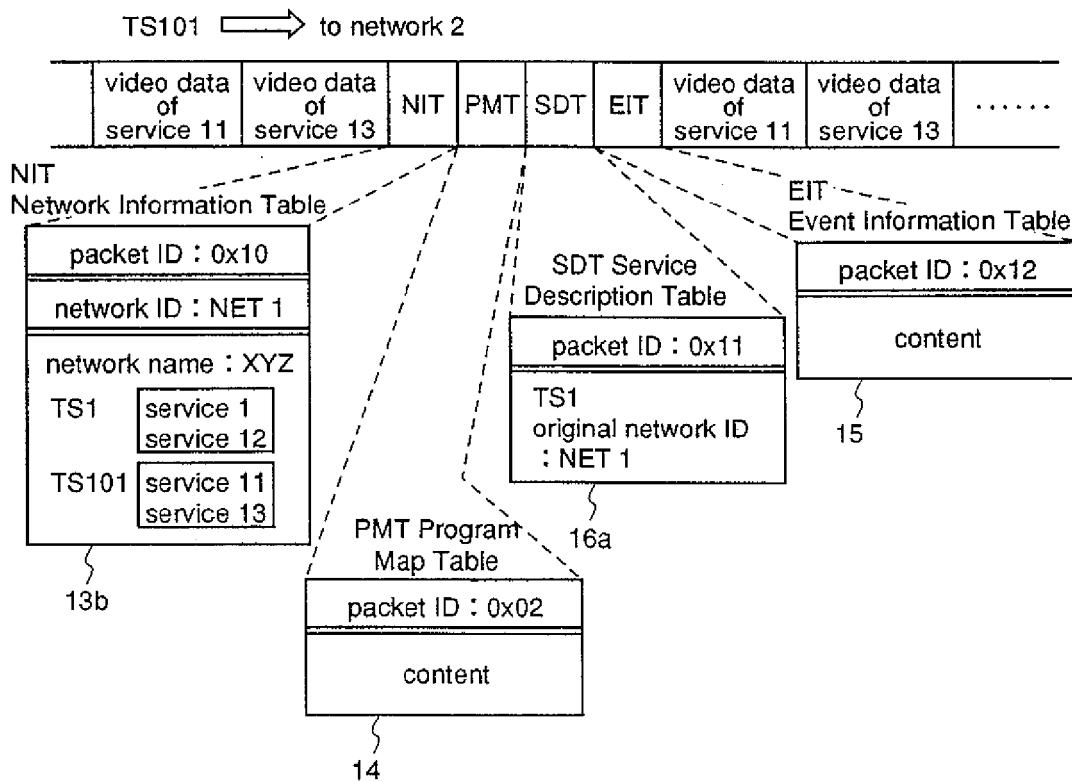 TS101 to network 2
video data of service 11
video data of service 13
NIT
PMT
SDT
EIT
video data of service 11
video data of service 13
······
NIT
Network Information Table
packet ID : 0x10
network ID : NET 1
network name : XYZ
TS1
service 1
service 12
TS101
service 11
service 13
13b
PMT Program
Map Table
packet ID : 0x02
content
14
SDT Service
Description Table
packet ID : 0x11
TS1
original network ID
: NET 1
16a
EIT
Event Information Table
packet ID : 0x12
content
15